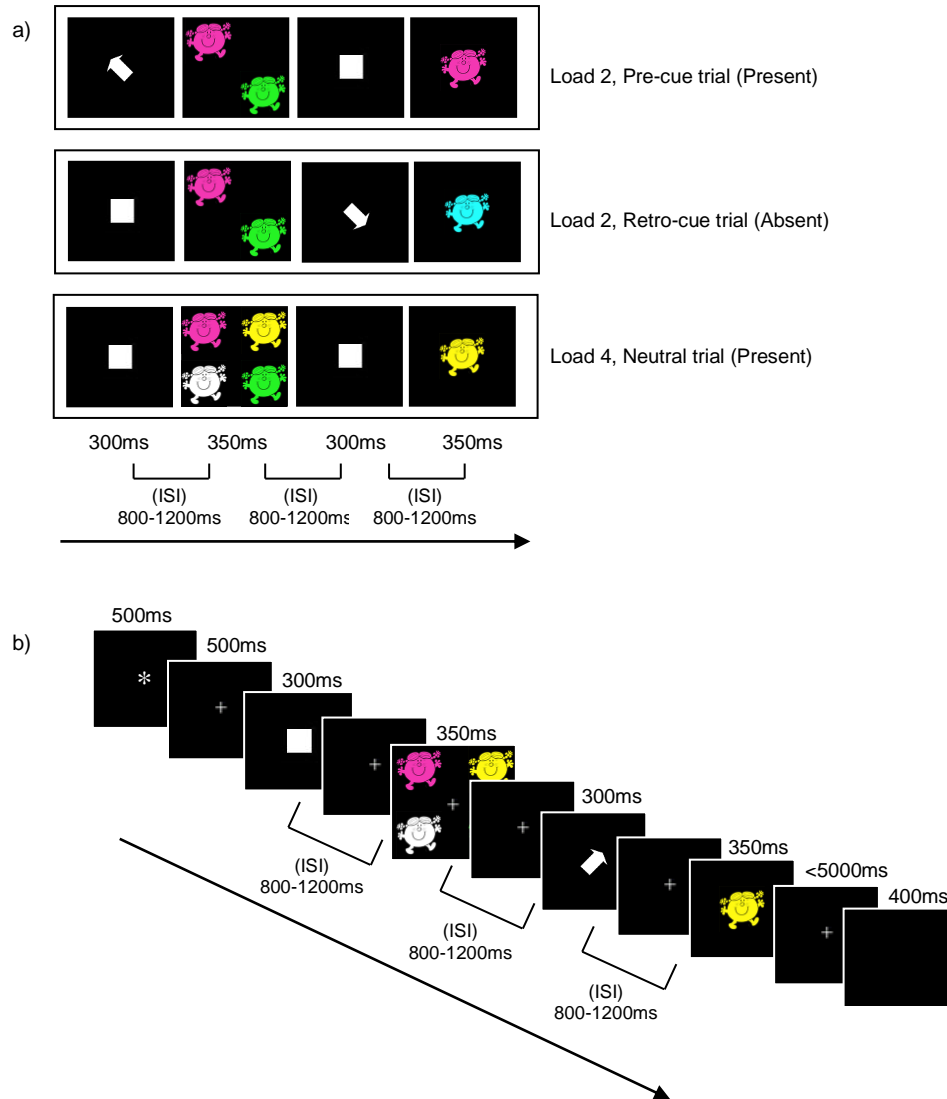 a)
Load 2, Pre-cue trial (Present)
Load 2, Retro-cue trial (Absent)
Load 4, Neutral trial (Present)
300ms 350ms 300ms 350ms
(ISI) (ISI) (ISI)
800-1200ms 800-1200ms 800-1200ms
b)
500ms
500ms
300ms
350ms
300ms
350ms
<5000ms
400ms
(ISI)
800-1200ms
(ISI)
800-1200ms
(ISI)
800-1200ms